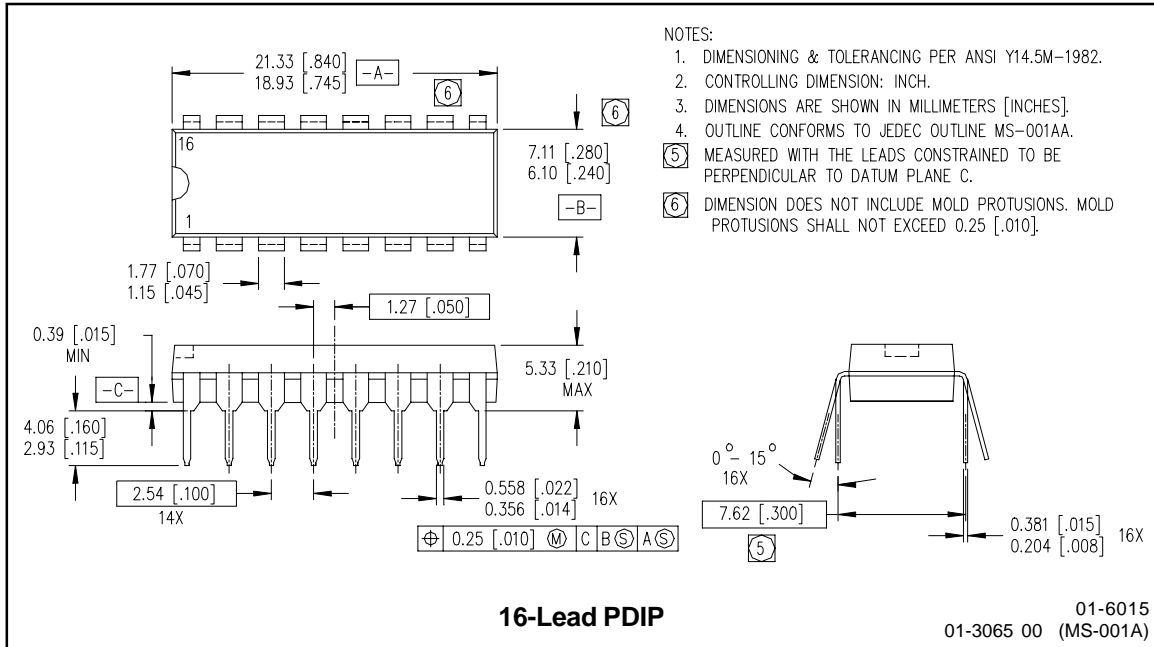 21.33 [.840]
18.93 [.745]
-A-
6
6
16
1
7.11 [.280]
6.10 [.240]
-B-
NOTES:
1. DIMENSIONING & TOLERANCING PER ANSI Y14.5M-1982.
2. CONTROLLING DIMENSION: INCH.
3. DIMENSIONS ARE SHOWN IN MILLIMETERS [INCHES].
4. OUTLINE CONFORMS TO JEDEC OUTLINE MS-001AA.
5 MEASURED WITH THE LEADS CONSTRAINED TO BE
PERPENDICULAR TO DATUM PLANE C.
6 DIMENSION DOES NOT INCLUDE MOLD PROTUSIONS. MOLD
PROTUSIONS SHALL NOT EXCEED 0.25 [.010].
1.77 [.070]
1.15 [.045]
1.27 [.050]
0.39 [.015]
MIN
-C-
5.33 [.210]
MAX
4.06 [.160]
2.93 [.115]
2.54 [.100]
14X
0.558 [.022]
0.356 [.014]
16X
⌖ 0.25 [.010] Ⓜ C BⓈ AⓈ
0° - 15°
16X
7.62 [.300]
5
0.381 [.015]
0.204 [.008]
16X
16-Lead PDIP
01-6015
01-3065 00 (MS-001A)